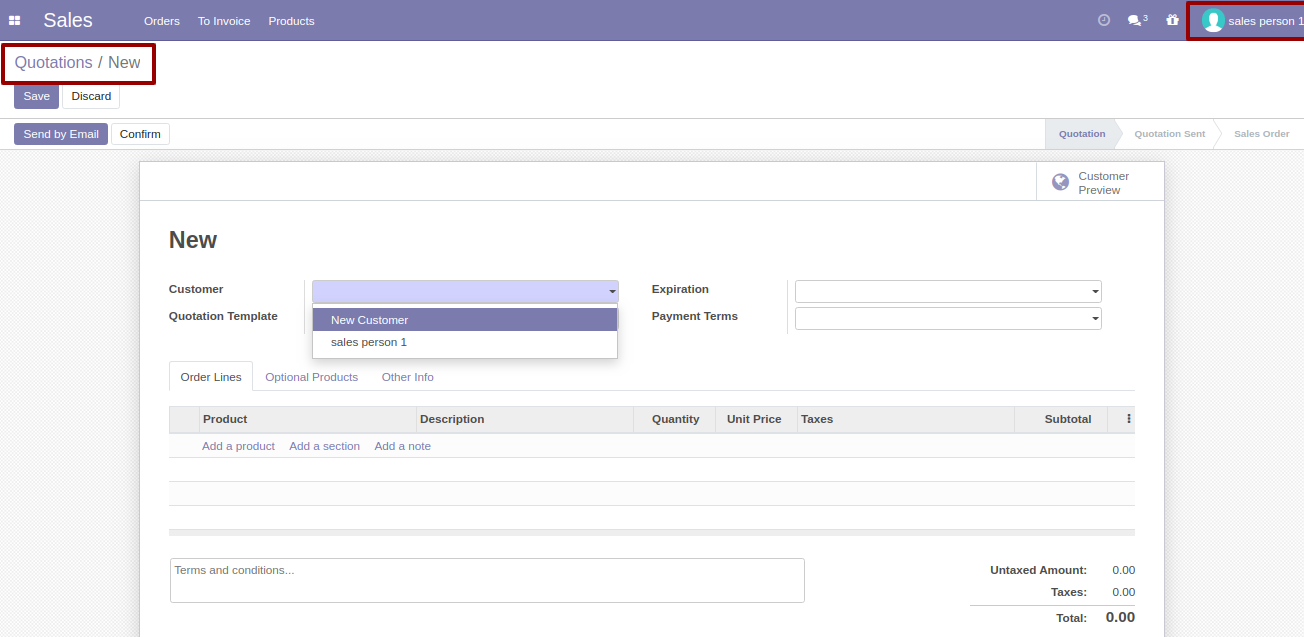 Sales Orders To Invoice Products 3 sales person 1
Quotations / New
Save Discard
Send by Email Confirm Quotation Quotation Sent Sales Order
Customer
Preview
New
Customer Expiration
Quotation Template Payment Terms
New Customer
sales person 1
Order Lines Optional Products Other Info
Product Description Quantity Unit Price Taxes Subtotal
Add a product Add a section Add a note
Terms and conditions...
Untaxed Amount: 0.00
Taxes: 0.00
Total: 0.00